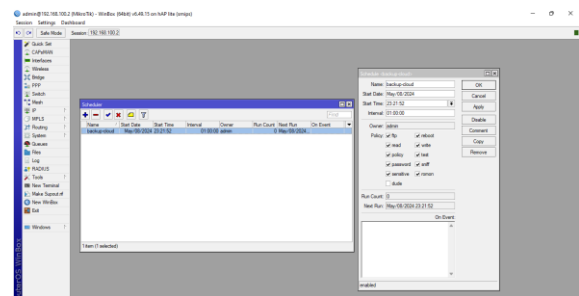 admin@192.168.100.2 (MikroTik) - WinBox (64bit) v6.49.15 on hAP lite (smips)
Session Settings Dashboard
Safe Mode Session: 192.168.100.2
Quick Set
CAPsMAN
Interfaces
Wireless
Bridge
PPP
Switch
Mesh
IP
MPLS
Routing
System
Queues
Files
Log
RADIUS
Tools
New Terminal
Make Supout.rif
New WinBox
Exit
Windows
RouterOS WinBox
Scheduler
Find
Name Start Date Start Time Interval Owner Run Count Next Run On Event
backup-cloud May/08/2024 23:21:52 01:00:00 admin 0 May/08/2024...
1 item (1 selected)
Scheduler <backup-cloud>
Name: backup-cloud
Start Date: May/08/2024
Start Time: 23:21:52
Interval: 01:00:00
Owner: admin
Policy: ftp reboot
read write
policy test
password sniff
sensitive romon
dude
Run Count: 0
Next Run: May/08/2024 23:21:52
On Event:
enabled
OK
Cancel
Apply
Disable
Comment
Copy
Remove